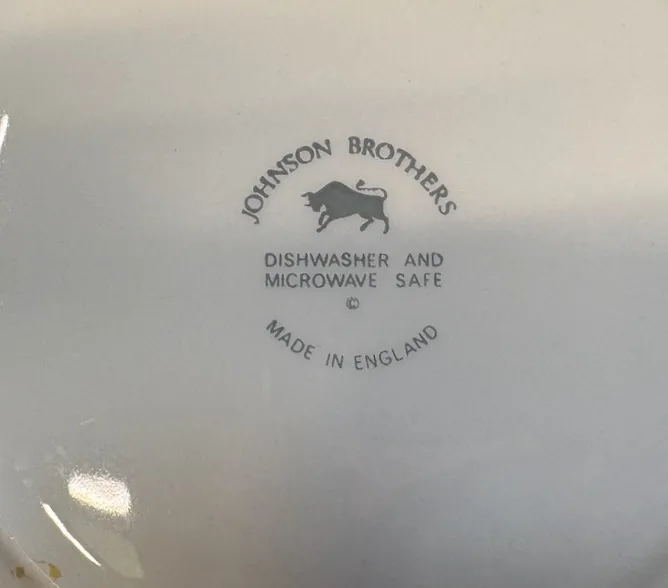 JOHNSON BROTHERS
DISHWASHER AND
MICROWAVE SAFE
©
MADE IN ENGLAND